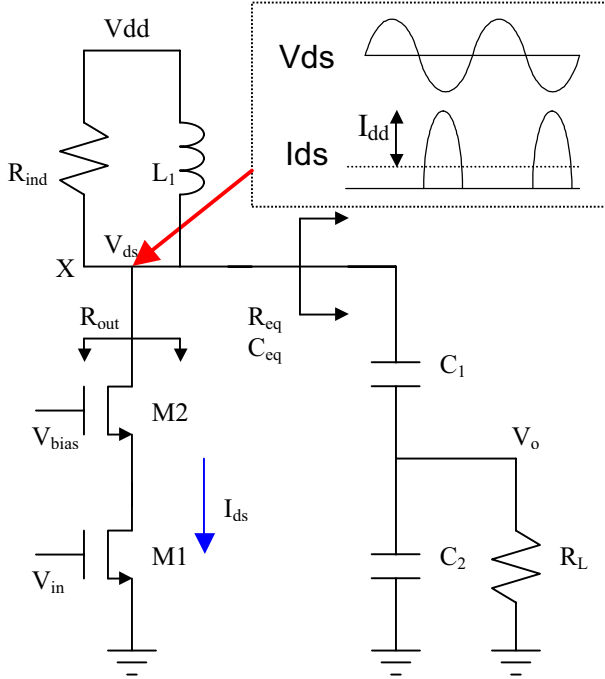 Vdd
Vds
Idd
Ids
Rind
L1
Vds
X
Rout
Req
Ceq
C1
M2
Vbias
Vo
Ids
M1
Vin
C2
RL